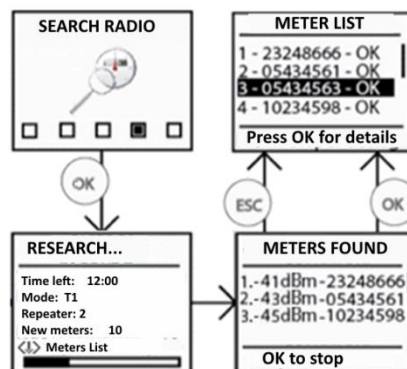 SEARCH RADIO
OK
RESEARCH...
Time left: 12:00
Mode: T1
Repeater: 2
New meters: 10
Meters List
METERS FOUND
1.-41dBm-23248666
2.-43dBm-05434561
3.-45dBm-10234598
OK to stop
ESC
OK
METER LIST
1 - 23248666 - OK
2 - 05434561 - OK
3 - 05434563 - OK
4 - 10234598 - OK
Press OK for details